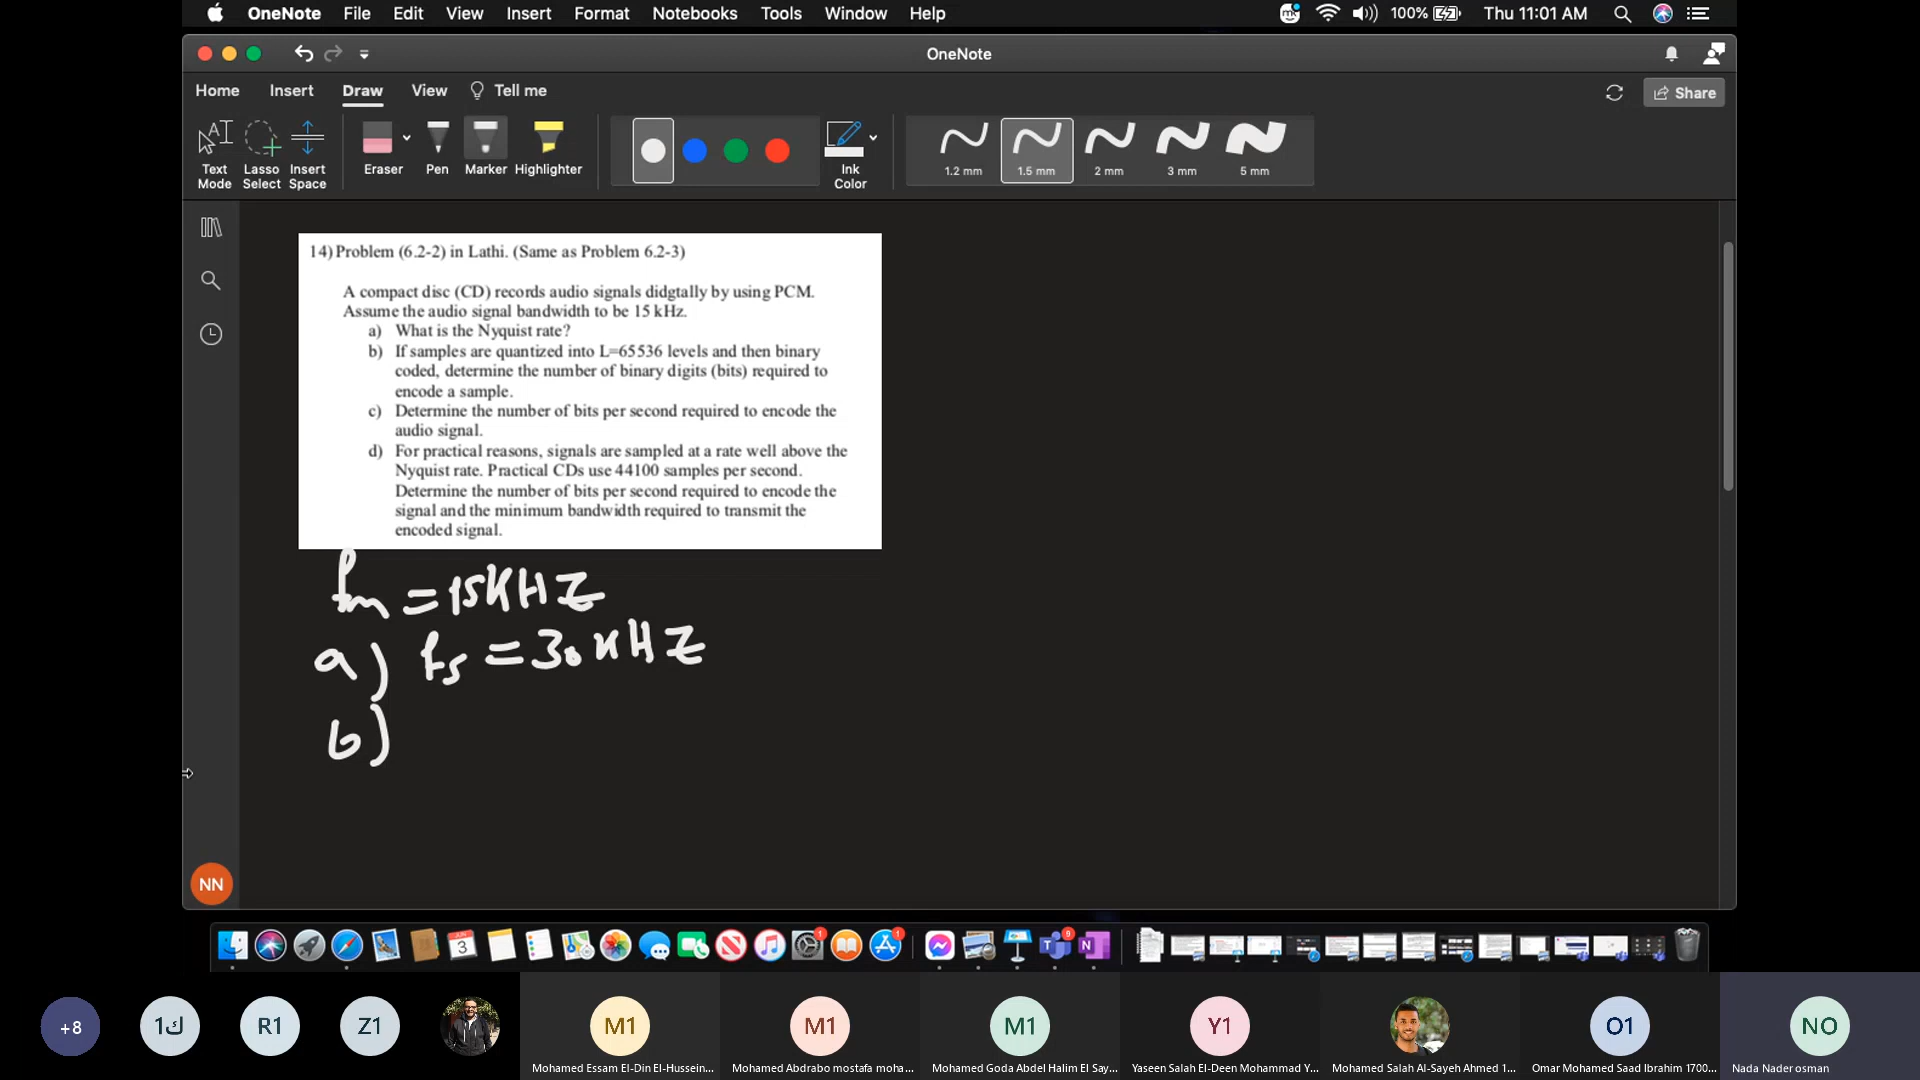 OneNote File Edit View Insert Format Notebooks Tools Window Help
100% Thu 11:01 AM
OneNote
Home Insert Draw View Tell me
Share
Text Mode
Lasso Select
Insert Space
Eraser
Pen
Marker
Highlighter
Ink Color
1.2 mm
1.5 mm
2 mm
3 mm
5 mm
14) Problem (6.2-2) in Lathi. (Same as Problem 6.2-3)
A compact disc (CD) records audio signals didgtally by using PCM.
Assume the audio signal bandwidth to be 15 kHz.
a) What is the Nyquist rate?
b) If samples are quantized into L=65536 levels and then binary
coded, determine the number of binary digits (bits) required to
encode a sample.
c) Determine the number of bits per second required to encode the
audio signal.
d) For practical reasons, signals are sampled at a rate well above the
Nyquist rate. Practical CDs use 44100 samples per second.
Determine the number of bits per second required to encode the
signal and the minimum bandwidth required to transmit the
encoded signal.
fm = 15KHZ
a) fs = 30KHZ
b)
NN
+8
1ك
R1
Z1
M1
M1
M1
Y1
O1
NO
Mohamed Essam El-Din El-Hussein...
Mohamed Abdrabo mostafa moha...
Mohamed Goda Abdel Halim El Say...
Yaseen Salah El-Deen Mohammad Y...
Mohamed Salah Al-Sayeh Ahmed 1...
Omar Mohamed Saad Ibrahim 1700...
Nada Nader osman